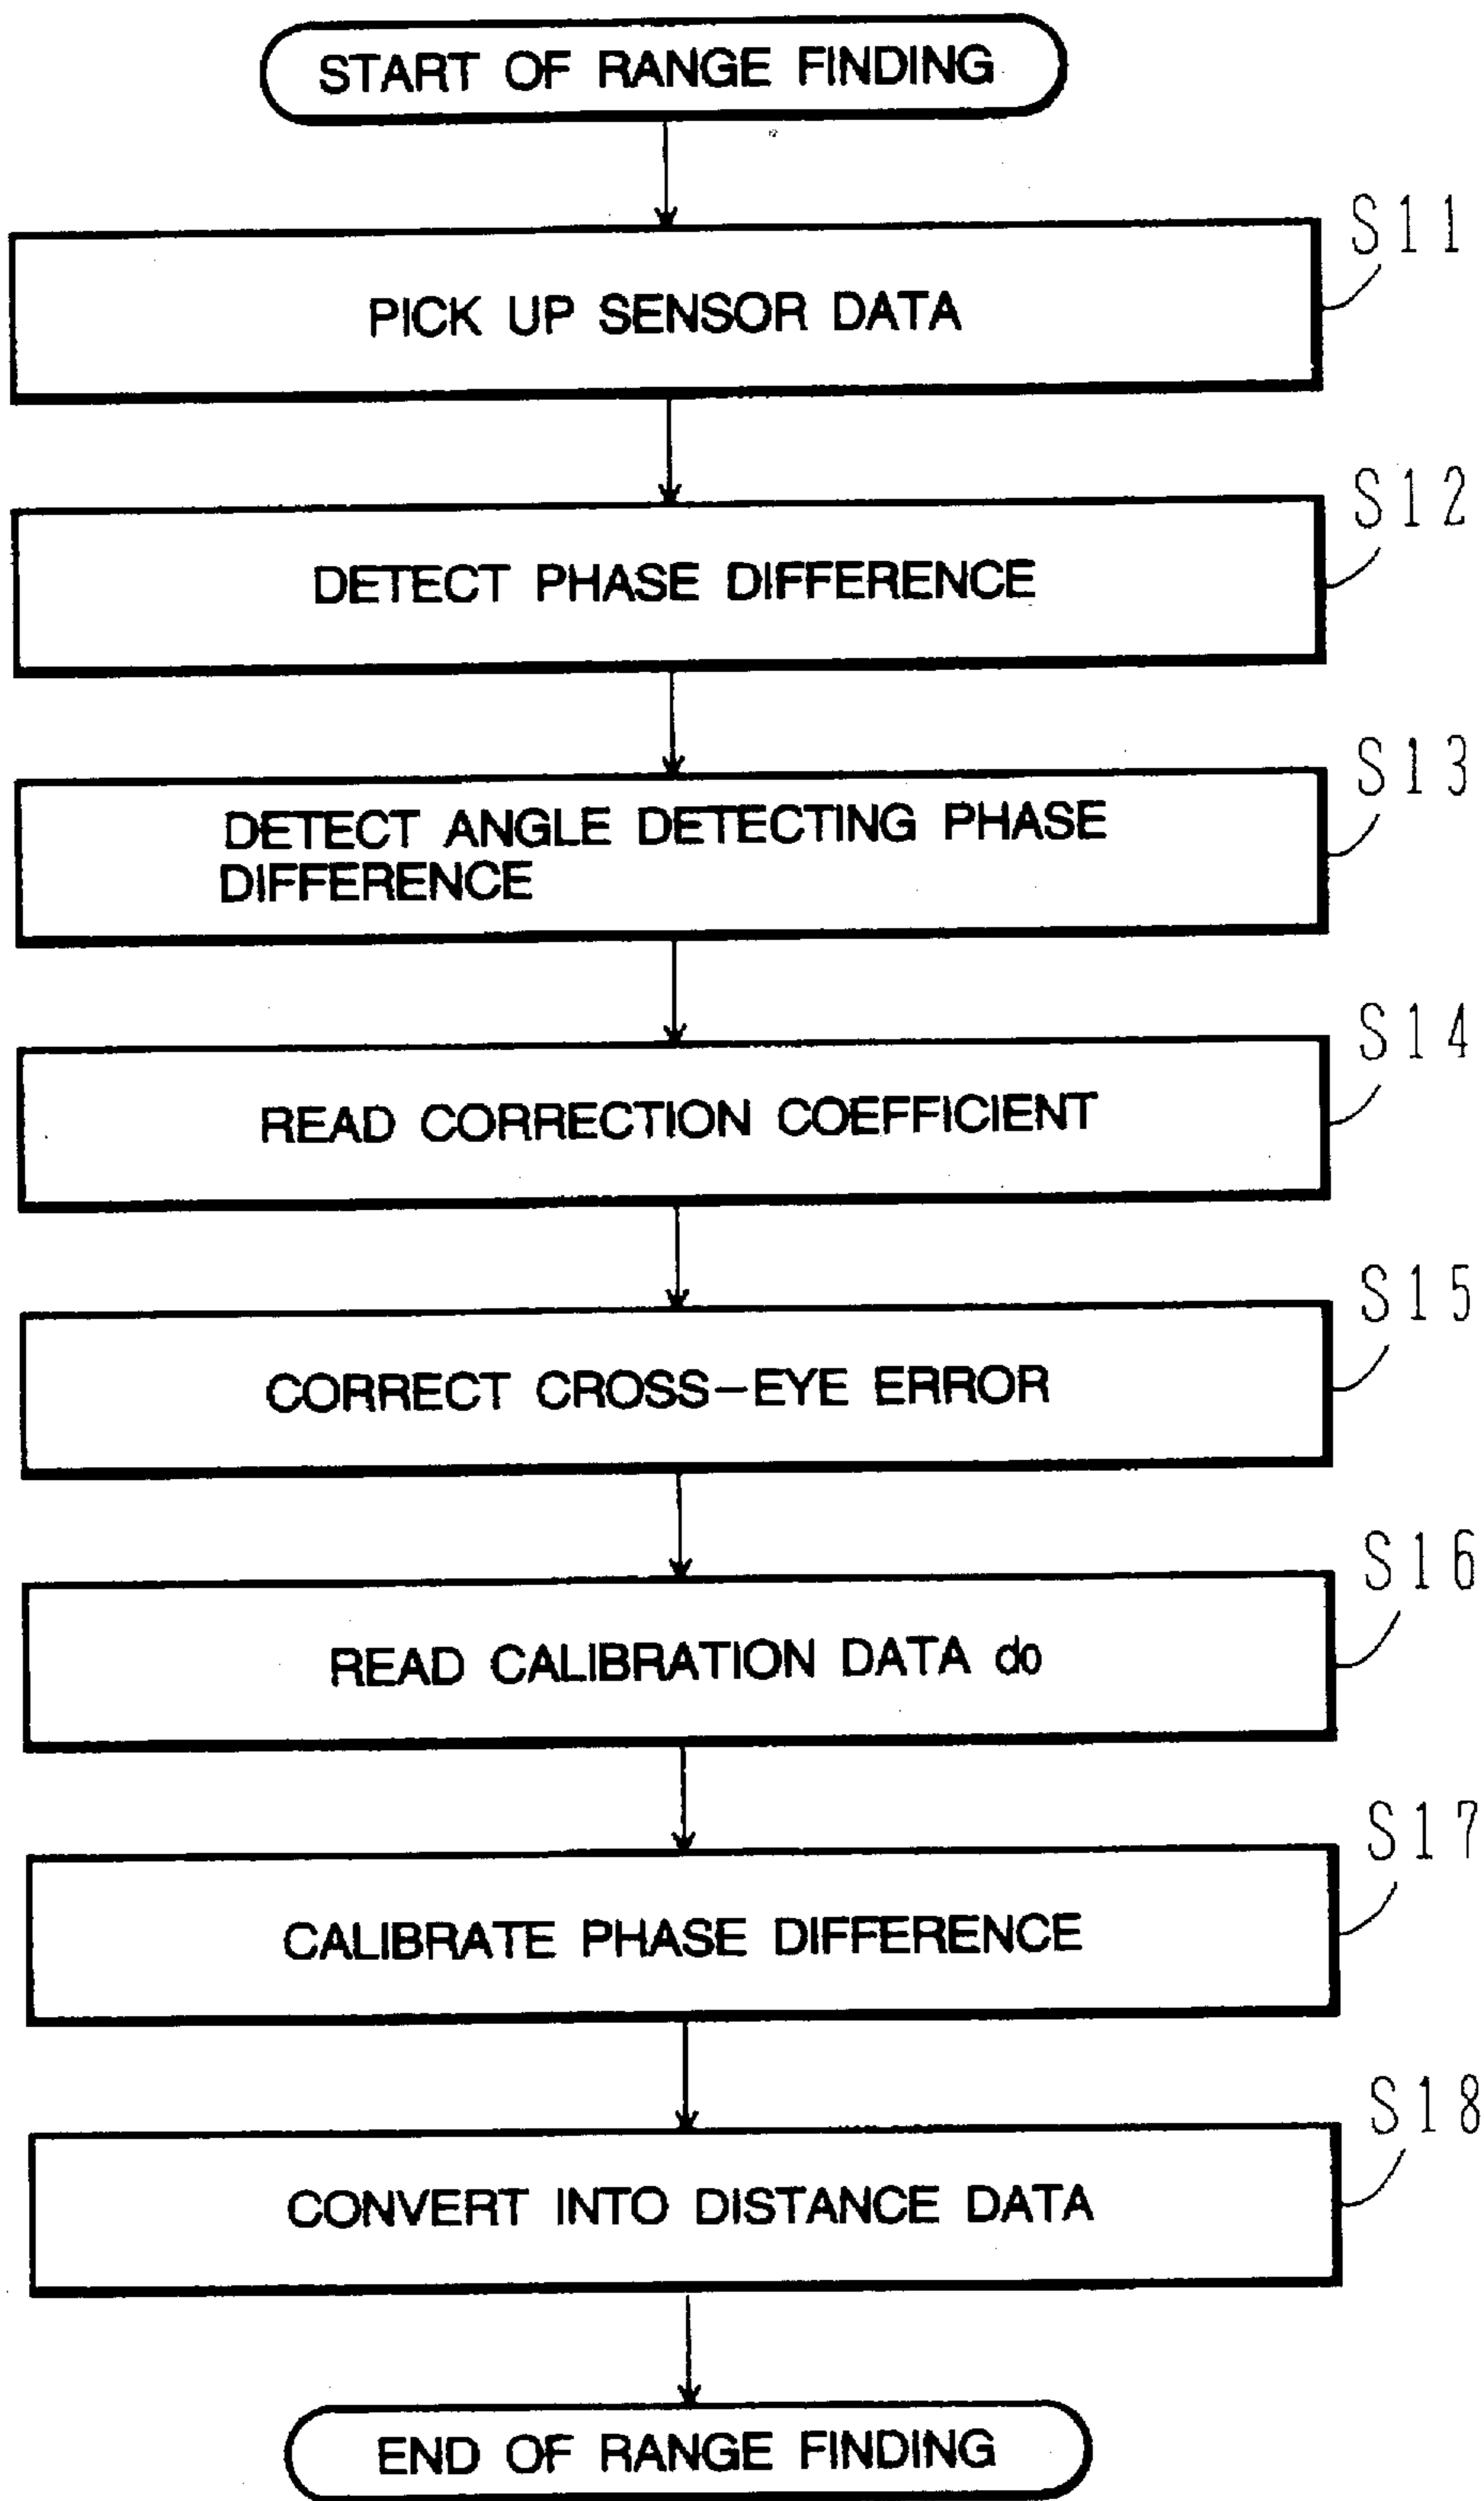 START OF RANGE FINDING
S11
PICK UP SENSOR DATA
S12
DETECT PHASE DIFFERENCE
S13
DETECT ANGLE DETECTING PHASE
DIFFERENCE
S14
READ CORRECTION COEFFICIENT
S15
CORRECT CROSS-EYE ERROR
S16
READ CALIBRATION DATA do
S17
CALIBRATE PHASE DIFFERENCE
S18
CONVERT INTO DISTANCE DATA
END OF RANGE FINDING